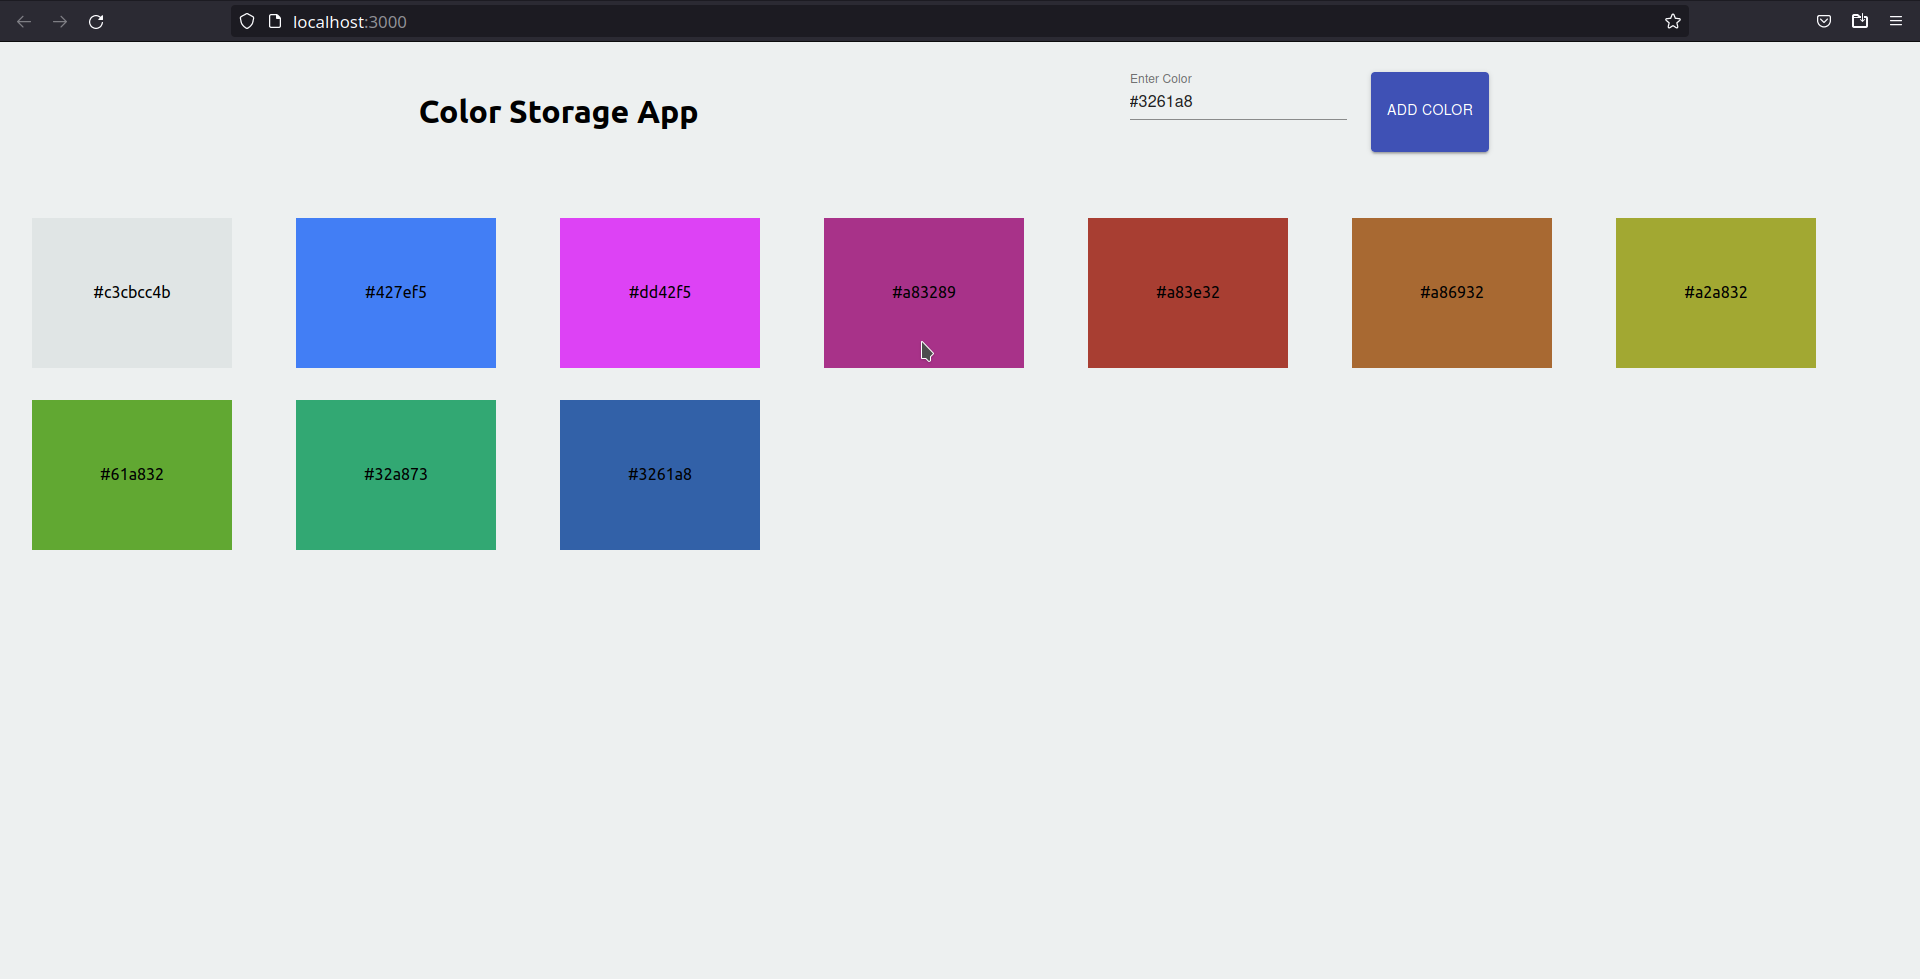 localhost:3000
Color Storage App
Enter Color
#3261a8
ADD COLOR
#c3cbcc4b
#427ef5
#dd42f5
#a83289
#a83e32
#a86932
#a2a832
#61a832
#32a873
#3261a8